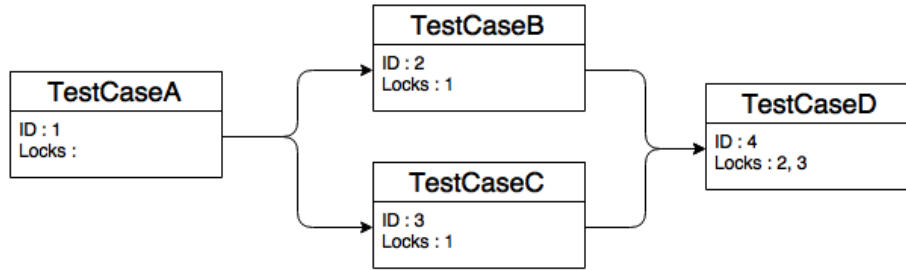 TestCaseA
ID : 1
Locks :
TestCaseB
ID : 2
Locks : 1
TestCaseC
ID : 3
Locks : 1
TestCaseD
ID : 4
Locks : 2, 3